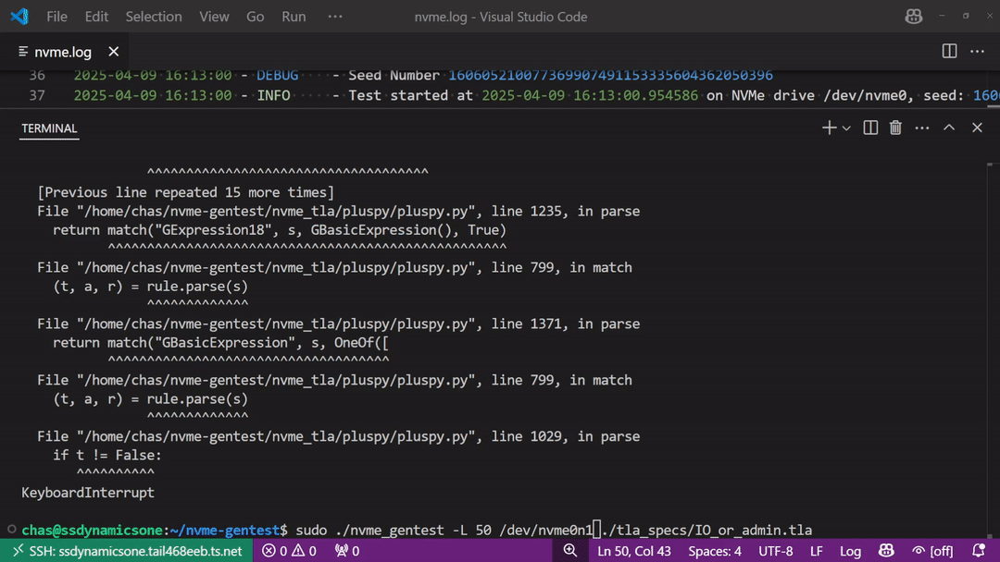 File Edit Selection View Go Run ··· nvme.log - Visual Studio Code
nvme.log
36 2025-04-09 16:13:00 - DEBUG - Seed Number 160605210077369907491153335604362050396
37 2025-04-09 16:13:00 - INFO - Test started at 2025-04-09 16:13:00.954586 on NVMe drive /dev/nvme0, seed: 1606
TERMINAL
^^^^^^^^^^^^^^^^^^^^^^^^^^^^^^^^^^^^
[Previous line repeated 15 more times]
File "/home/chas/nvme-gentest/nvme_tla/pluspy/pluspy.py", line 1235, in parse
return match("GExpression18", s, GBasicExpression(), True)
^^^^^^^^^^^^^^^^^^^^^^^^^^^^^^^^^^^^^^^^^^^^^^^^^^^
File "/home/chas/nvme-gentest/nvme_tla/pluspy/pluspy.py", line 799, in match
(t, a, r) = rule.parse(s)
^^^^^^^^^^^^^
File "/home/chas/nvme-gentest/nvme_tla/pluspy/pluspy.py", line 1371, in parse
return match("GBasicExpression", s, OneOf([
^^^^^^^^^^^^^^^^^^^^^^^^^^^^^^^^^^^^
File "/home/chas/nvme-gentest/nvme_tla/pluspy/pluspy.py", line 799, in match
(t, a, r) = rule.parse(s)
^^^^^^^^^^^^^
File "/home/chas/nvme-gentest/nvme_tla/pluspy/pluspy.py", line 1029, in parse
if t != False:
^^^^^^^^^^
KeyboardInterrupt
chas@ssdynamicsone:~/nvme-gentest$ sudo ./nvme_gentest -L 50 /dev/nvme0n1 ./tla_specs/IO_or_admin.tla
SSH: ssdynamicsone.tail468eeb.ts.net 0 0 0 Ln 50, Col 43 Spaces: 4 UTF-8 LF Log [off]